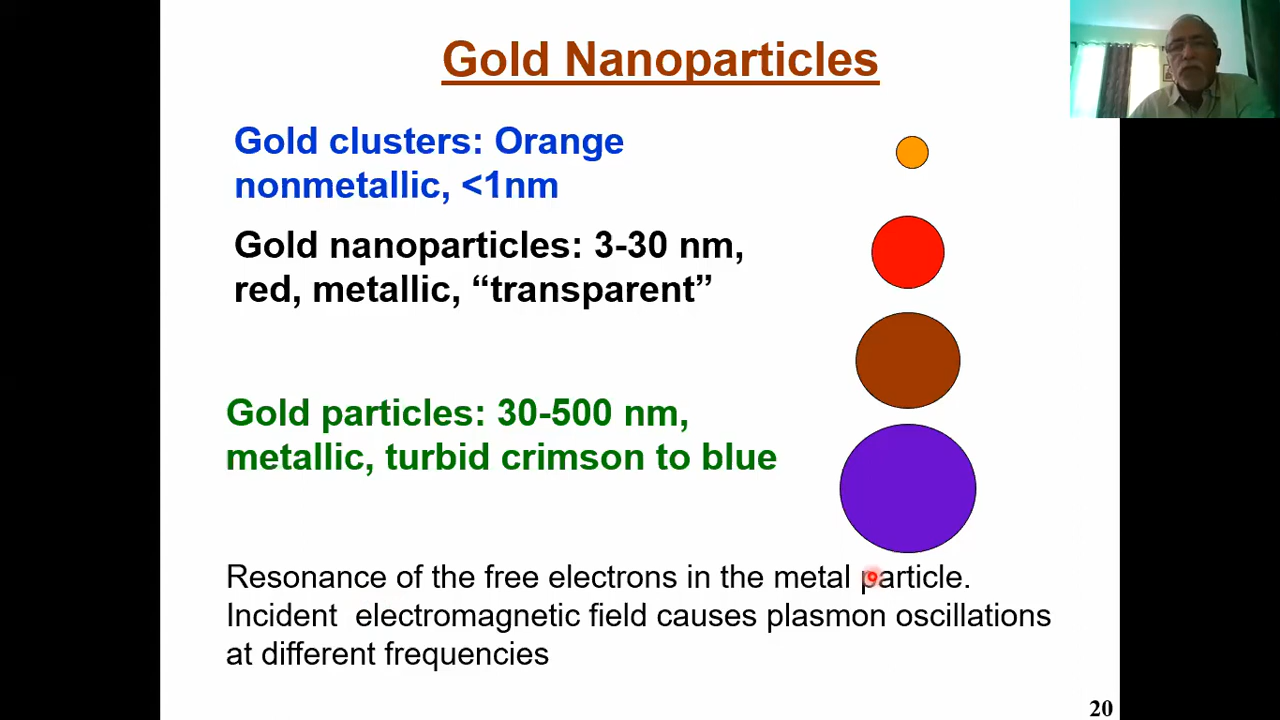 Gold Nanoparticles
Gold clusters: Orange
nonmetallic, <1nm
Gold nanoparticles: 3-30 nm,
red, metallic, “transparent”
Gold particles: 30-500 nm,
metallic, turbid crimson to blue
Resonance of the free electrons in the metal particle.
Incident  electromagnetic field causes plasmon oscillations
at different frequencies
20